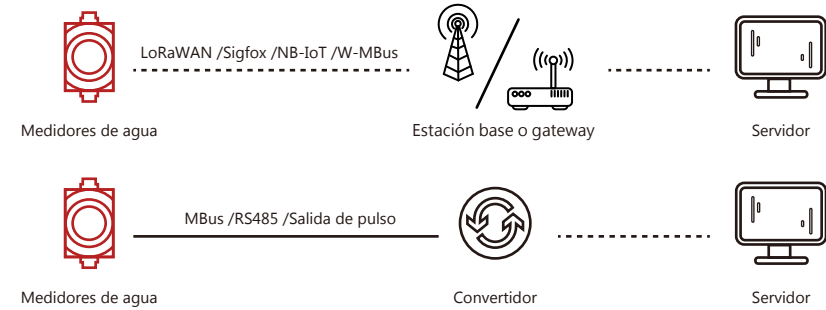 LoRaWAN /Sigfox /NB-IoT /W-MBus
Medidores de agua
Estación base o gateway
Servidor
MBus /RS485 /Salida de pulso
Medidores de agua
Convertidor
Servidor